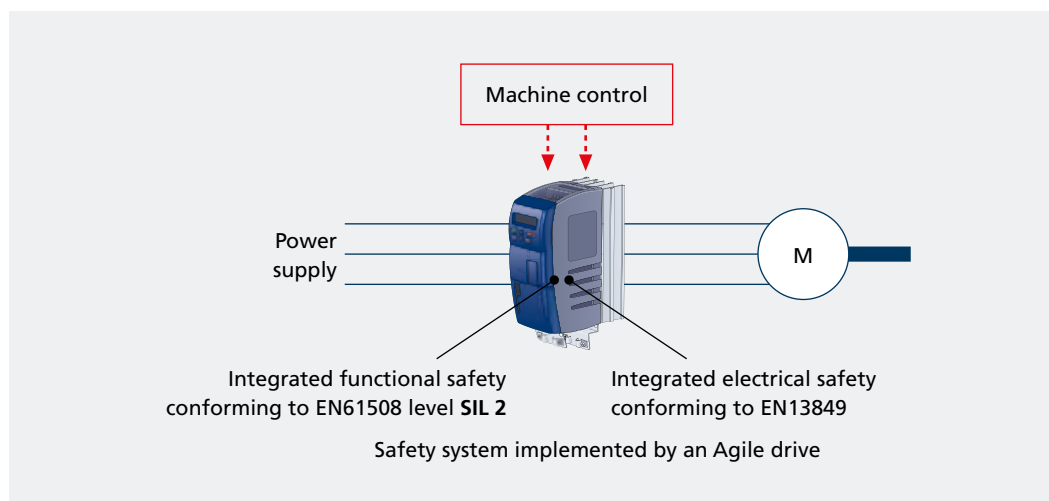 Machine control
Power
supply
M
Integrated functional safety
conforming to EN61508 level SIL 2
Integrated electrical safety
conforming to EN13849
Safety system implemented by an Agile drive